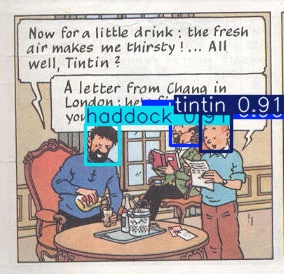 Now for a little drink : the fresh
air makes me thirsty !... All
well, Tintin ?
A letter from Chang in
London :
yo
haddock 0.91
tintin 0.91